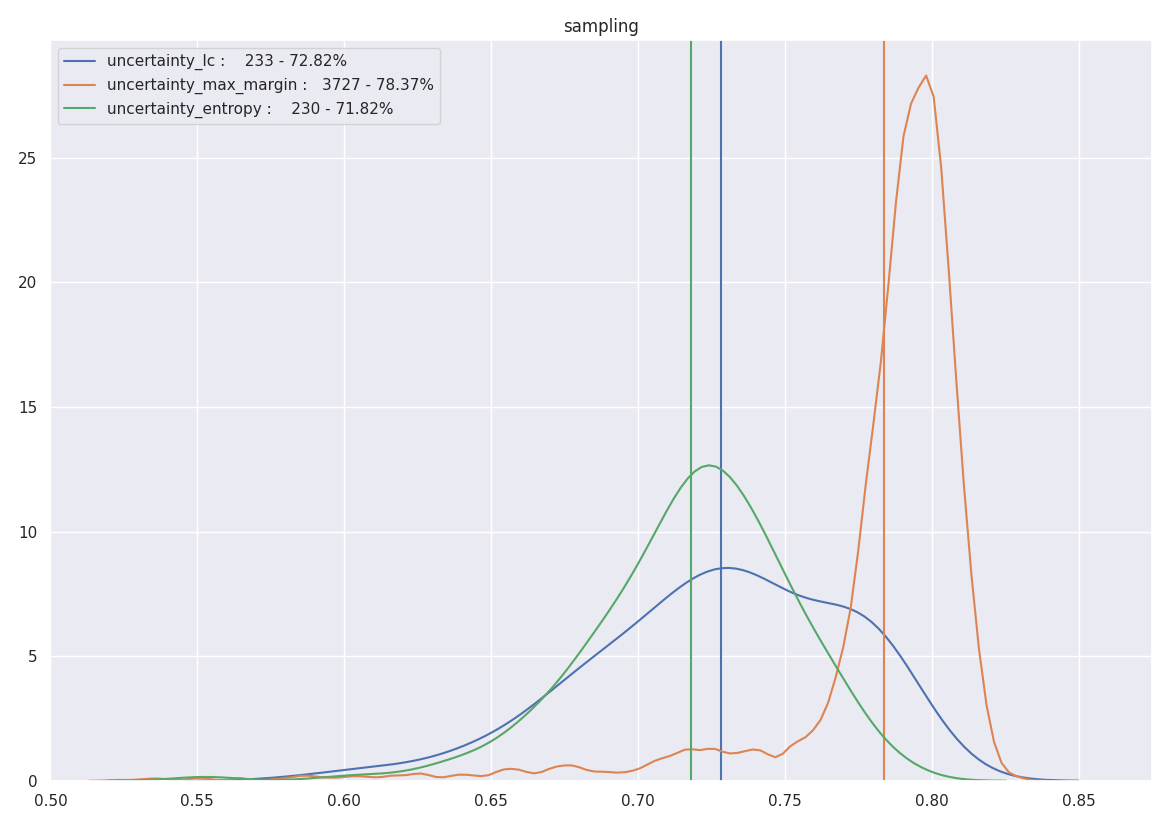 sampling
uncertainty_lc :    233 - 72.82%
uncertainty_max_margin :   3727 - 78.37%
uncertainty_entropy :    230 - 71.82%
25
20
15
10
5
0
0.50 0.55 0.60 0.65 0.70 0.75 0.80 0.85